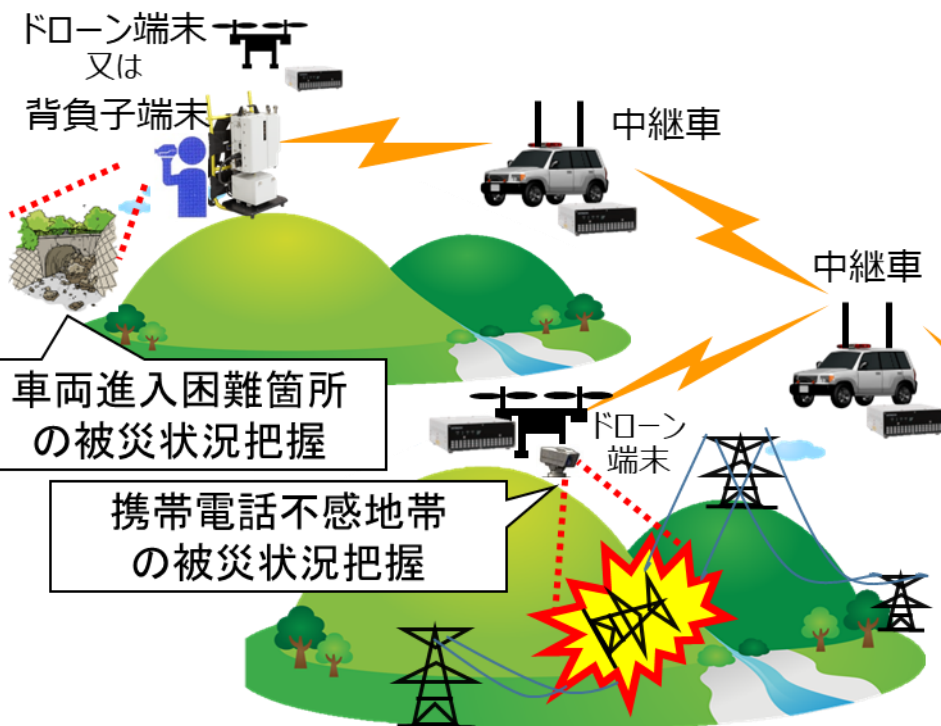 ドローン端末
又は
背負子端末
中継車
中継車
車両進入困難箇所
の被災状況把握
ドローン
端末
携帯電話不感地帯
の被災状況把握